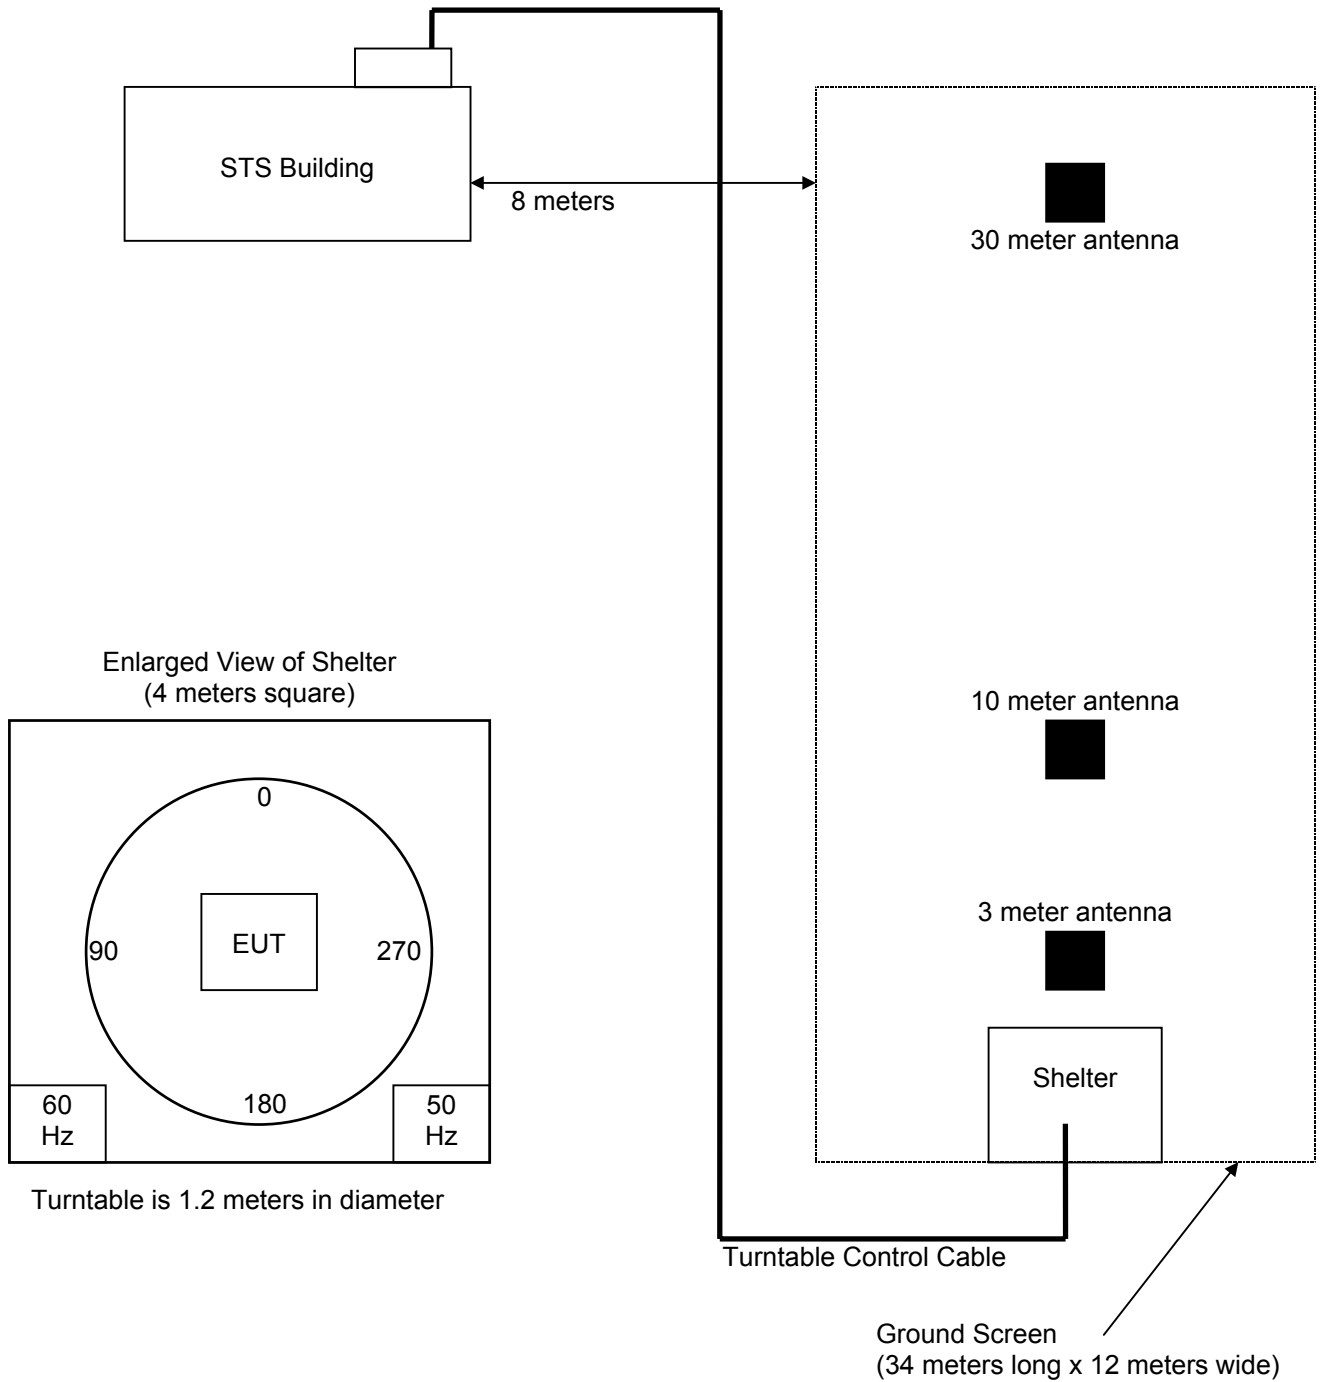 STS Building
8 meters
30 meter antenna
Enlarged View of Shelter
(4 meters square)
0
90
EUT
270
180
60
Hz
50
Hz
Turntable is 1.2 meters in diameter
10 meter antenna
3 meter antenna
Shelter
Turntable Control Cable
Ground Screen
(34 meters long x 12 meters wide)